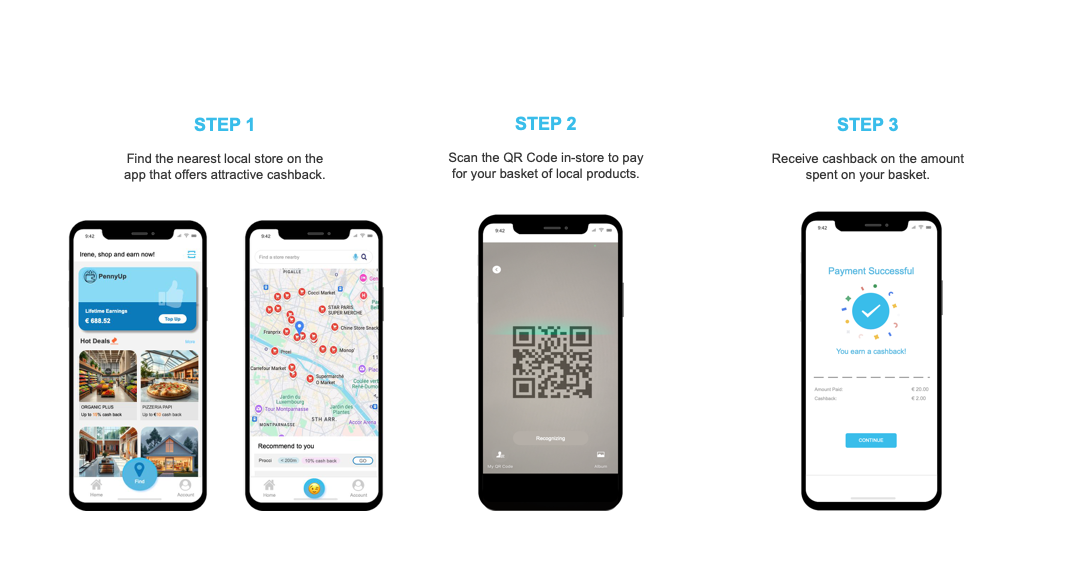 STEP 1
Find the nearest local store on the
app that offers attractive cashback.
9:42
Irene, shop and earn now!
PennyUp
Lifetime Earnings
€ 688.52
Top Up
Hot Deals
More
ORGANIC PLUS
Up to 10% cash back
PIZZERIA PAPI
Up to €10 cash back
Find
Home
Account
9:42
Find a store nearby
PIGALLE
Cocci Market
STAR PARIS
SUPER MERCHE
Franprix
Chine Store Snack
Proxi
Monop'
Carrefour Market
Supermarché
O Market
Jardin du
Luxembourg
Tour Montparnasse
Jardin des
Plantes
5TH ARR
MONTPARNASSE
Accor Arena
Recommend to you
Procci
< 200m
10% cash back
GO
Home
Account
STEP 2
Scan the QR Code in-store to pay
for your basket of local products.
9:42
Recognizing
My QR Code
Album
STEP 3
Receive cashback on the amount
spent on your basket.
9:42
Payment Successful
You earn a cashback!
Amount Paid:
€ 20.00
Cashback:
€ 2.00
CONTINUE